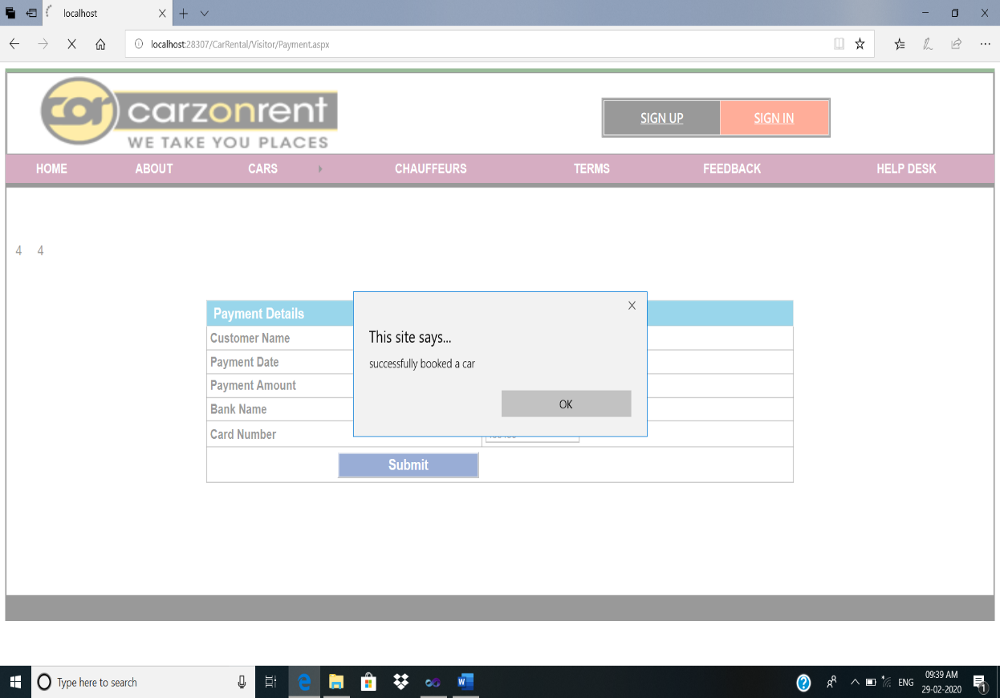 localhost
localhost:28307/CarRental/Visitor/Payment.aspx
cor carzonrent
WE TAKE YOU PLACES
SIGN UP SIGN IN
HOME ABOUT CARS CHAUFFEURS TERMS FEEDBACK HELP DESK
4 4
Payment Details
Customer Name
Payment Date
Payment Amount
Bank Name
Card Number
Submit
This site says...
successfully booked a car
OK
Type here to search
ENG
09:39 AM
29-02-2020
1